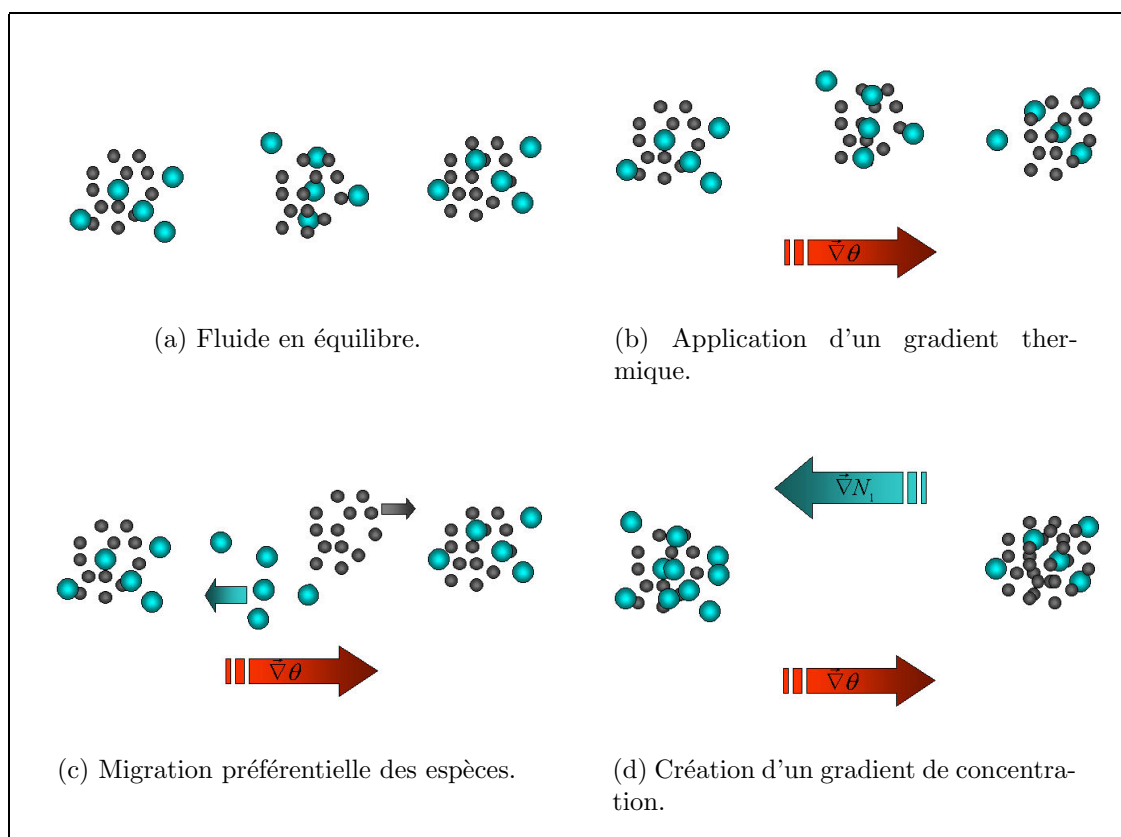 ∇⃗θ
(a) Fluide en équilibre.
(b) Application d'un gradient ther-
mique.
∇⃗N₁
∇⃗θ
∇⃗θ
(c) Migration préférentielle des espèces.
(d) Création d'un gradient de concentra-
tion.